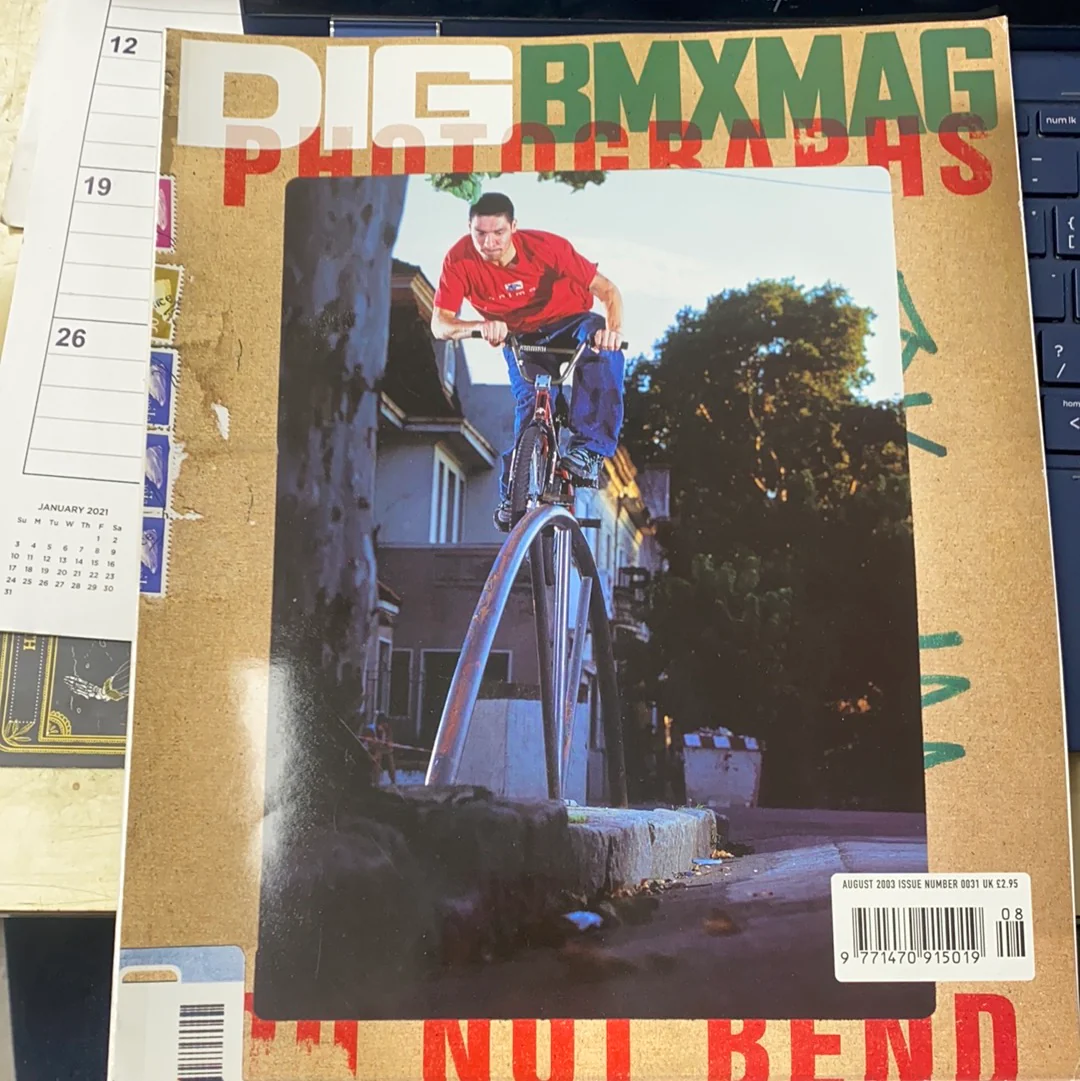 DIG BMXMAG
PHOTOGRAPHS
AUGUST 2003 ISSUE NUMBER 0031 UK £2.95
08
9 771470 915019
NOT BEND
12
19
26
JANUARY 2021
Su M Tu W Th F Sa
1 2
3 4 5 6 7 8 9
10 11 12 13 14 15 16
17 18 19 20 21 22 23
24 25 26 27 28 29 30
31
num lk
{
[
?
/
<